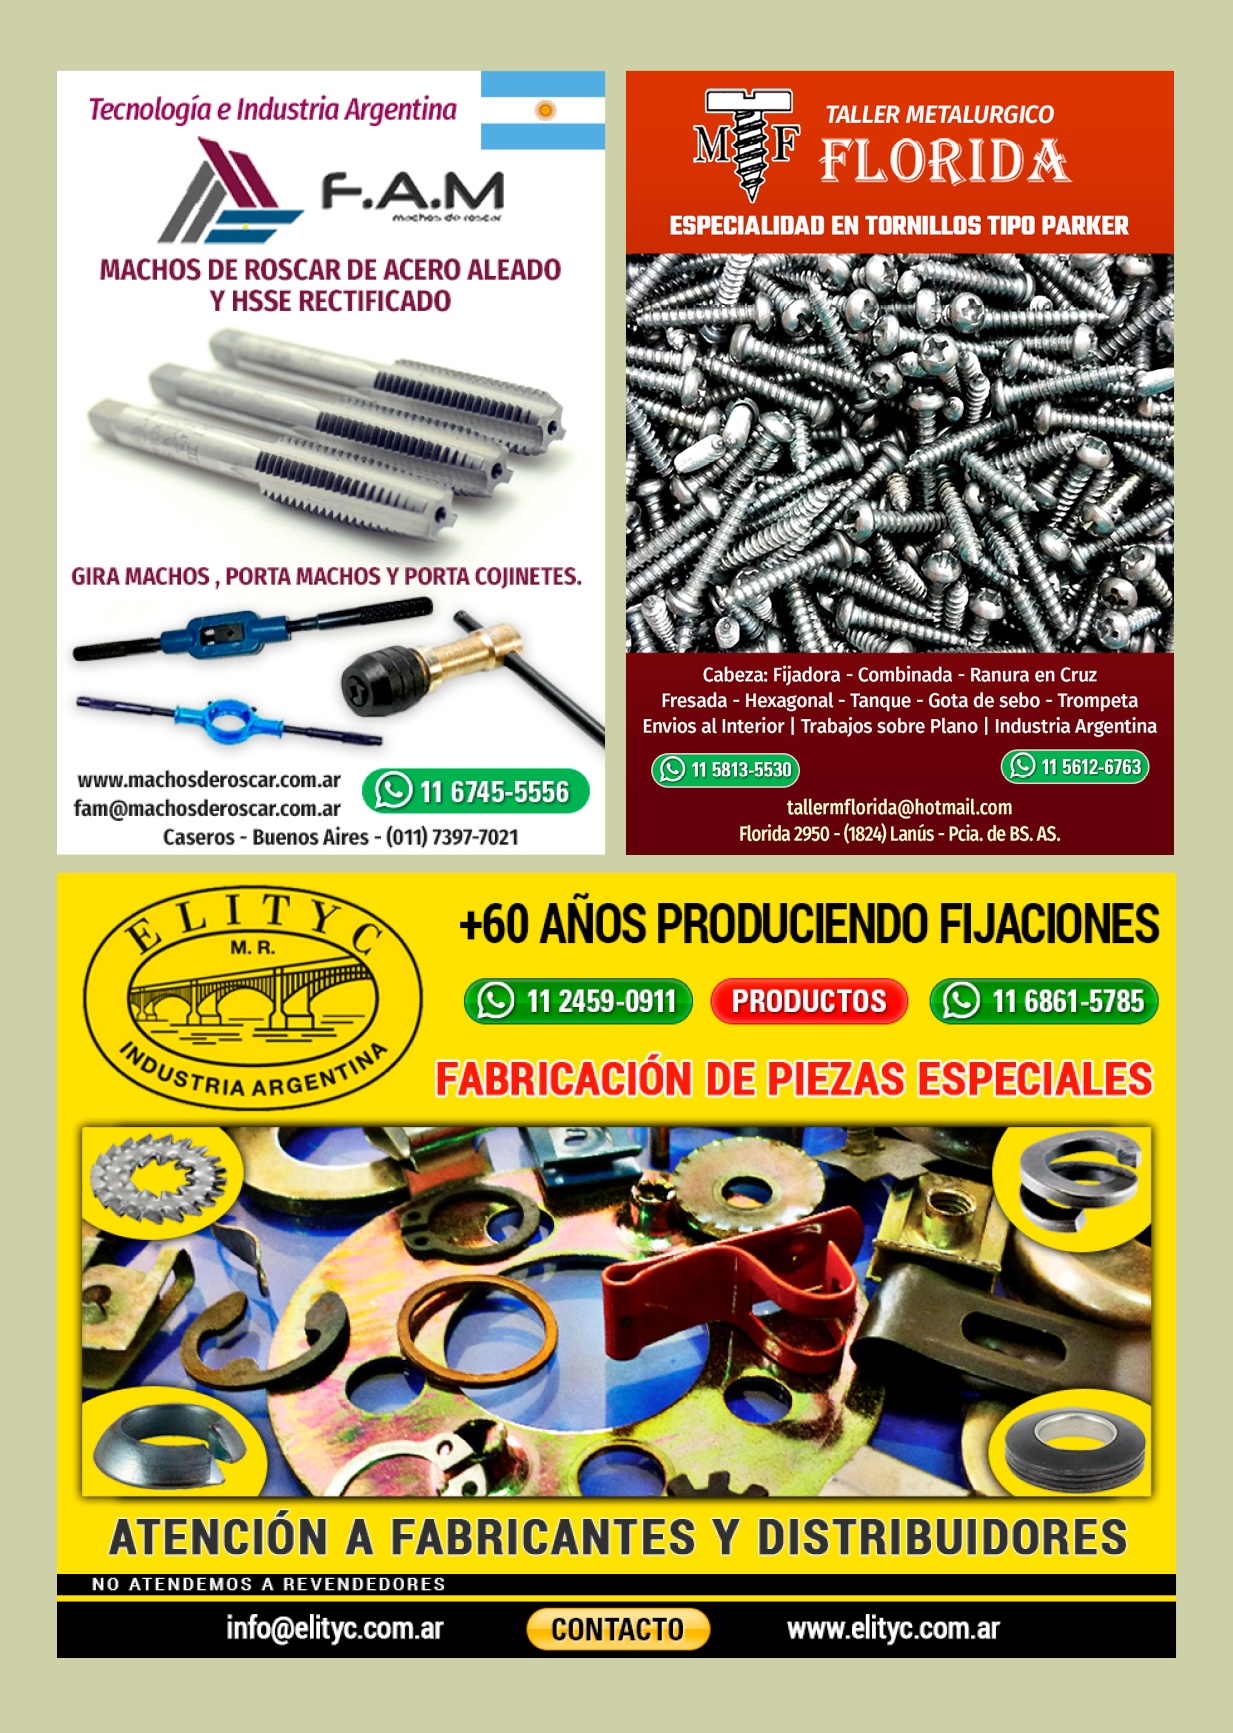 Tecnología e Industria Argentina
F.A.M
machos de roscar
MACHOS DE ROSCAR DE ACERO ALEADO
Y HSSE RECTIFICADO
GIRA MACHOS , PORTA MACHOS Y PORTA COJINETES.
www.machosderoscar.com.ar
fam@machosderoscar.com.ar
11 6745-5556
Caseros - Buenos Aires - (011) 7397-7021
M F
TALLER METALURGICO
FLORIDA
ESPECIALIDAD EN TORNILLOS TIPO PARKER
Cabeza: Fijadora - Combinada - Ranura en Cruz
Fresada - Hexagonal - Tanque - Gota de sebo - Trompeta
Envios al Interior | Trabajos sobre Plano | Industria Argentina
11 5813-5530
11 5612-6763
tallermflorida@hotmail.com
Florida 2950 - (1824) Lanús - Pcia. de BS. AS.
ELITYC
M. R.
INDUSTRIA ARGENTINA
+60 AÑOS PRODUCIENDO FIJACIONES
11 2459-0911
PRODUCTOS
11 6861-5785
FABRICACIÓN DE PIEZAS ESPECIALES
ATENCIÓN A FABRICANTES Y DISTRIBUIDORES
NO ATENDEMOS A REVENDEDORES
info@elityc.com.ar
CONTACTO
www.elityc.com.ar